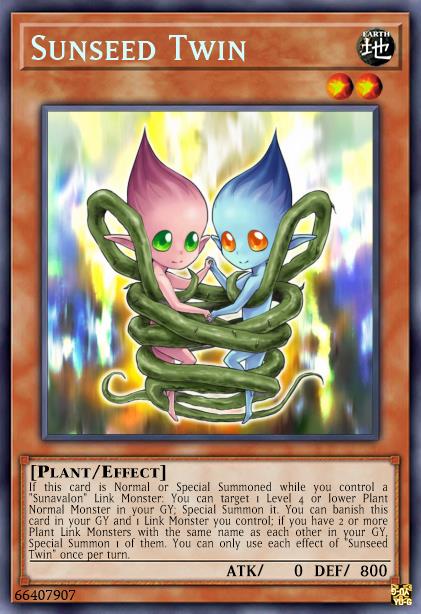 SUNSEED TWIN
EARTH
地
[PLANT/EFFECT]
If this card is Normal or Special Summoned while you control a
"Sunavalon" Link Monster: You can target 1 Level 4 or lower Plant
Normal Monster in your GY; Special Summon it. You can banish this
card in your GY and 1 Link Monster you control; if you have 2 or more
Plant Link Monsters with the same name as each other in your GY,
Special Summon 1 of them. You can only use each effect of "Sunseed
Twin" once per turn.
ATK/ 0 DEF/ 800
66407907